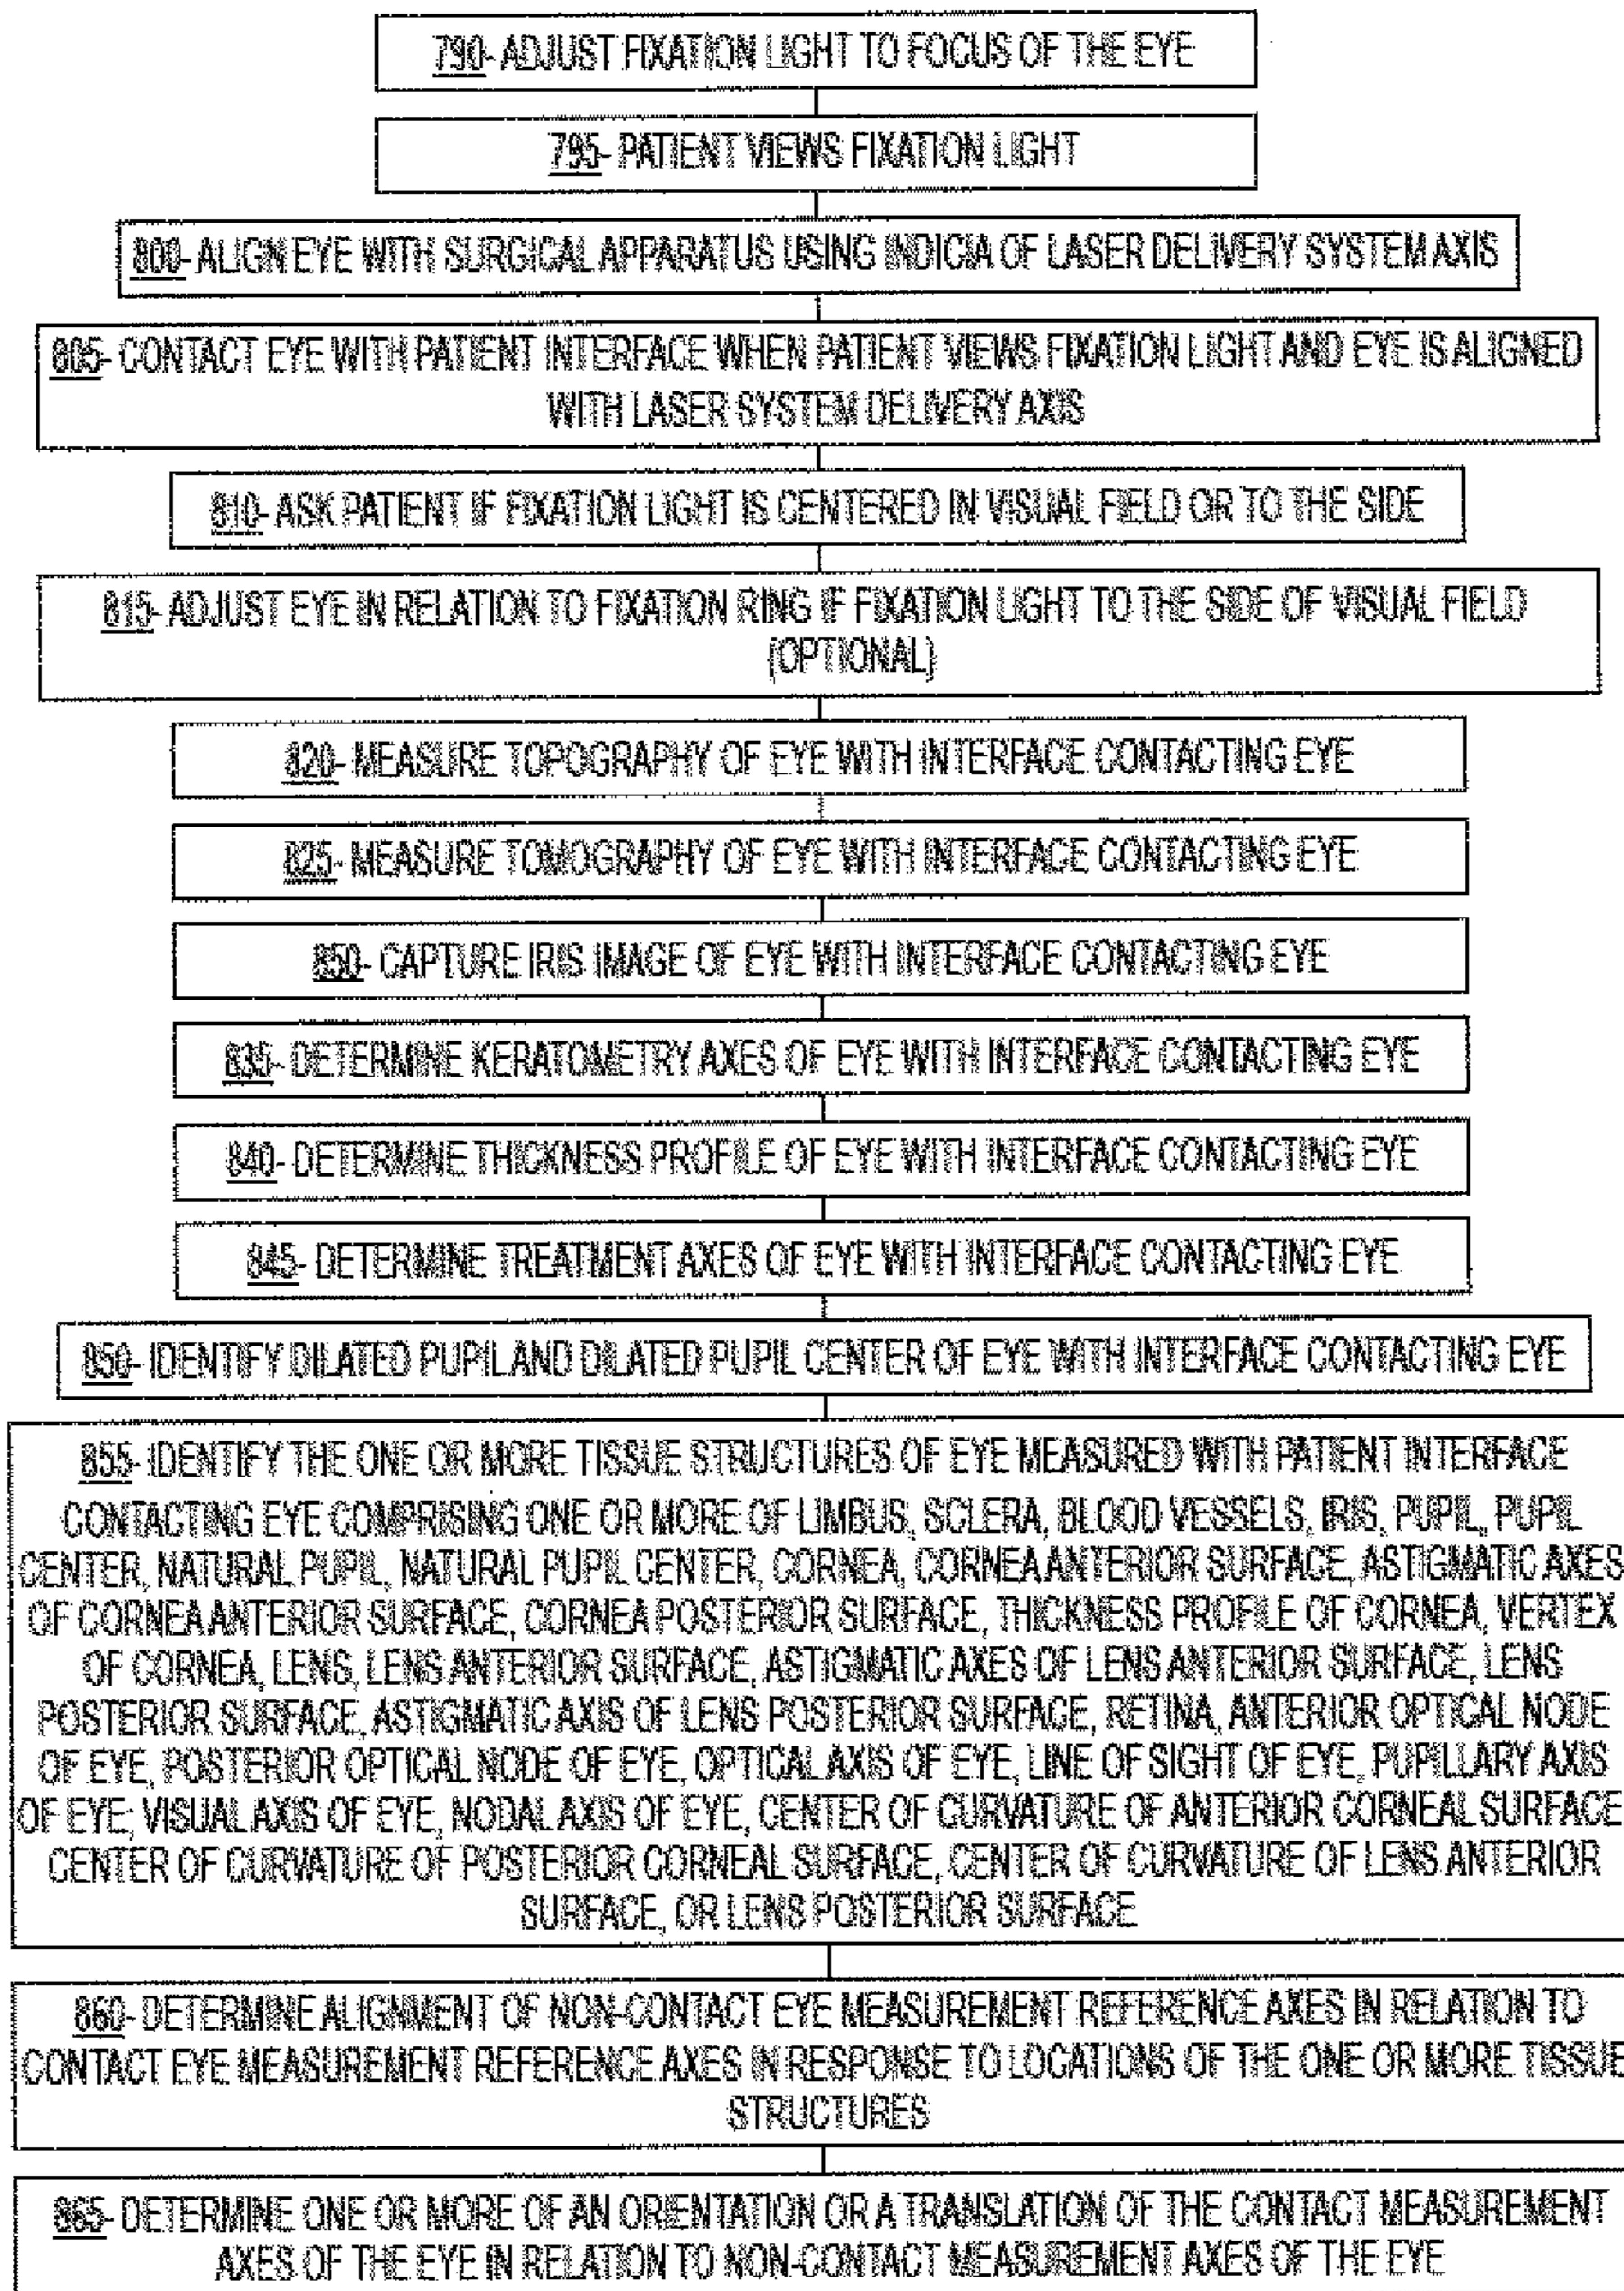 790- ADJUST FIXATION LIGHT TO FOCUS OF THE EYE
795- PATIENT VIEWS FIXATION LIGHT
800- ALIGN EYE WITH SURGICAL APPARATUS USING INDICIA OF LASER DELIVERY SYSTEM AXIS
805- CONTACT EYE WITH PATIENT INTERFACE WHEN PATIENT VIEWS FIXATION LIGHT AND EYE IS ALIGNED
WITH LASER SYSTEM DELIVERY AXIS
810- ASK PATIENT IF FIXATION LIGHT IS CENTERED IN VISUAL FIELD OR TO THE SIDE
815- ADJUST EYE IN RELATION TO FIXATION RING IF FIXATION LIGHT TO THE SIDE OF VISUAL FIELD
(OPTIONAL)
820- MEASURE TOPOGRAPHY OF EYE WITH INTERFACE CONTACTING EYE
825- MEASURE TOMOGRAPHY OF EYE WITH INTERFACE CONTACTING EYE
850- CAPTURE IRIS IMAGE OF EYE WITH INTERFACE CONTACTING EYE
835- DETERMINE KERATOMETRY AXES OF EYE WITH INTERFACE CONTACTING EYE
840- DETERMINE THICKNESS PROFILE OF EYE WITH INTERFACE CONTACTING EYE
845- DETERMINE TREATMENT AXES OF EYE WITH INTERFACE CONTACTING EYE
850- IDENTIFY DILATED PUPIL AND DILATED PUPIL CENTER OF EYE WITH INTERFACE CONTACTING EYE
855- IDENTIFY THE ONE OR MORE TISSUE STRUCTURES OF EYE MEASURED WITH PATIENT INTERFACE
CONTACTING EYE COMPRISING ONE OR MORE OF LIMBUS, SCLERA, BLOOD VESSELS, IRIS, PUPIL, PUPIL
CENTER, NATURAL PUPIL, NATURAL PUPIL CENTER, CORNEA, CORNEA ANTERIOR SURFACE, ASTIGMATIC AXES
OF CORNEA ANTERIOR SURFACE, CORNEA POSTERIOR SURFACE, THICKNESS PROFILE OF CORNEA, VERTEX
OF CORNEA, LENS, LENS ANTERIOR SURFACE, ASTIGMATIC AXES OF LENS ANTERIOR SURFACE, LENS
POSTERIOR SURFACE, ASTIGMATIC AXIS OF LENS POSTERIOR SURFACE, RETINA, ANTERIOR OPTICAL NODE
OF EYE, POSTERIOR OPTICAL NODE OF EYE, OPTICAL AXIS OF EYE, LINE OF SIGHT OF EYE, PUPILLARY AXIS
OF EYE, VISUAL AXIS OF EYE, NODAL AXIS OF EYE, CENTER OF CURVATURE OF ANTERIOR CORNEAL SURFACE
CENTER OF CURVATURE OF POSTERIOR CORNEAL SURFACE, CENTER OF CURVATURE OF LENS ANTERIOR
SURFACE, OR LENS POSTERIOR SURFACE
860- DETERMINE ALIGNMENT OF NON-CONTACT EYE MEASUREMENT REFERENCE AXES IN RELATION TO
CONTACT EYE MEASUREMENT REFERENCE AXES IN RESPONSE TO LOCATIONS OF THE ONE OR MORE TISSUE
STRUCTURES
865- DETERMINE ONE OR MORE OF AN ORIENTATION OR A TRANSLATION OF THE CONTACT MEASUREMENT
AXES OF THE EYE IN RELATION TO NON-CONTACT MEASUREMENT AXES OF THE EYE